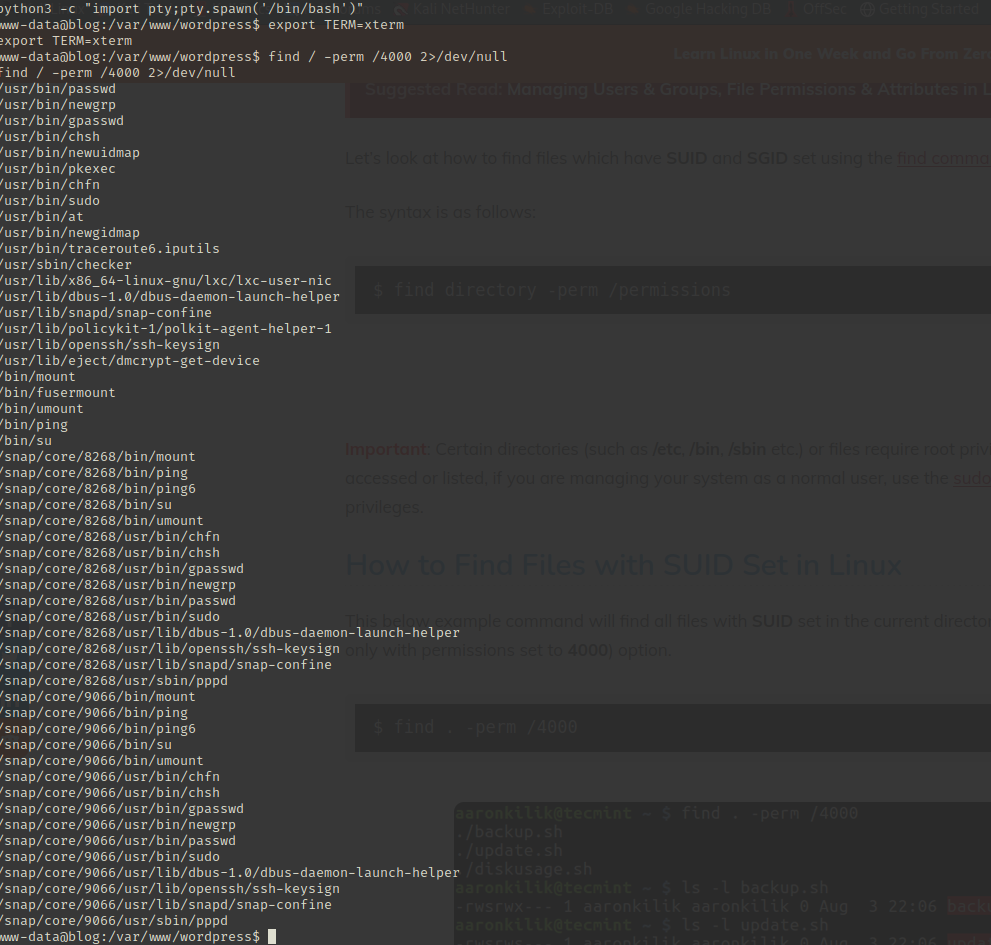 python3 -c "import pty;pty.spawn('/bin/bash')"
www-data@blog:/var/www/wordpress$ export TERM=xterm
export TERM=xterm
www-data@blog:/var/www/wordpress$ find / -perm /4000 2>/dev/null
find / -perm /4000 2>/dev/null
/usr/bin/passwd
/usr/bin/newgrp
/usr/bin/gpasswd
/usr/bin/chsh
/usr/bin/newuidmap
/usr/bin/pkexec
/usr/bin/chfn
/usr/bin/sudo
/usr/bin/at
/usr/bin/newgidmap
/usr/bin/traceroute6.iputils
/usr/sbin/checker
/usr/lib/x86_64-linux-gnu/lxc/lxc-user-nic
/usr/lib/dbus-1.0/dbus-daemon-launch-helper
/usr/lib/snapd/snap-confine
/usr/lib/policykit-1/polkit-agent-helper-1
/usr/lib/openssh/ssh-keysign
/usr/lib/eject/dmcrypt-get-device
/bin/mount
/bin/fusermount
/bin/umount
/bin/ping
/bin/su
/snap/core/8268/bin/mount
/snap/core/8268/bin/ping
/snap/core/8268/bin/ping6
/snap/core/8268/bin/su
/snap/core/8268/bin/umount
/snap/core/8268/usr/bin/chfn
/snap/core/8268/usr/bin/chsh
/snap/core/8268/usr/bin/gpasswd
/snap/core/8268/usr/bin/newgrp
/snap/core/8268/usr/bin/passwd
/snap/core/8268/usr/bin/sudo
/snap/core/8268/usr/lib/dbus-1.0/dbus-daemon-launch-helper
/snap/core/8268/usr/lib/openssh/ssh-keysign
/snap/core/8268/usr/lib/snapd/snap-confine
/snap/core/8268/usr/sbin/pppd
/snap/core/9066/bin/mount
/snap/core/9066/bin/ping
/snap/core/9066/bin/ping6
/snap/core/9066/bin/su
/snap/core/9066/bin/umount
/snap/core/9066/usr/bin/chfn
/snap/core/9066/usr/bin/chsh
/snap/core/9066/usr/bin/gpasswd
/snap/core/9066/usr/bin/newgrp
/snap/core/9066/usr/bin/passwd
/snap/core/9066/usr/bin/sudo
/snap/core/9066/usr/lib/dbus-1.0/dbus-daemon-launch-helper
/snap/core/9066/usr/lib/openssh/ssh-keysign
/snap/core/9066/usr/lib/snapd/snap-confine
/snap/core/9066/usr/sbin/pppd
www-data@blog:/var/www/wordpress$
Kali NetHunter Exploit-DB Google Hacking DB OffSec Getting Started
Learn Linux in One Week and Go From Zer
Suggested Read: Managing Users & Groups, File Permissions & Attributes in L
Let's look at how to find files which have SUID and SGID set using the find comma
The syntax is as follows:
$ find directory -perm /permissions
Important: Certain directories (such as /etc, /bin, /sbin etc.) or files require root priv
accessed or listed, if you are managing your system as a normal user, use the sudo
privileges.
How to Find Files with SUID Set in Linux
This below example command will find all files with SUID set in the current director
only with permissions set to 4000) option.
$ find . -perm /4000
aaronkilik@tecmint ~ $ find . -perm /4000
./backup.sh
./update.sh
./diskusage.sh
aaronkilik@tecmint ~ $ ls -l backup.sh
-rwsrwx--- 1 aaronkilik aaronkilik 0 Aug  3 22:06 back
aaronkilik@tecmint ~ $ ls -l update.sh